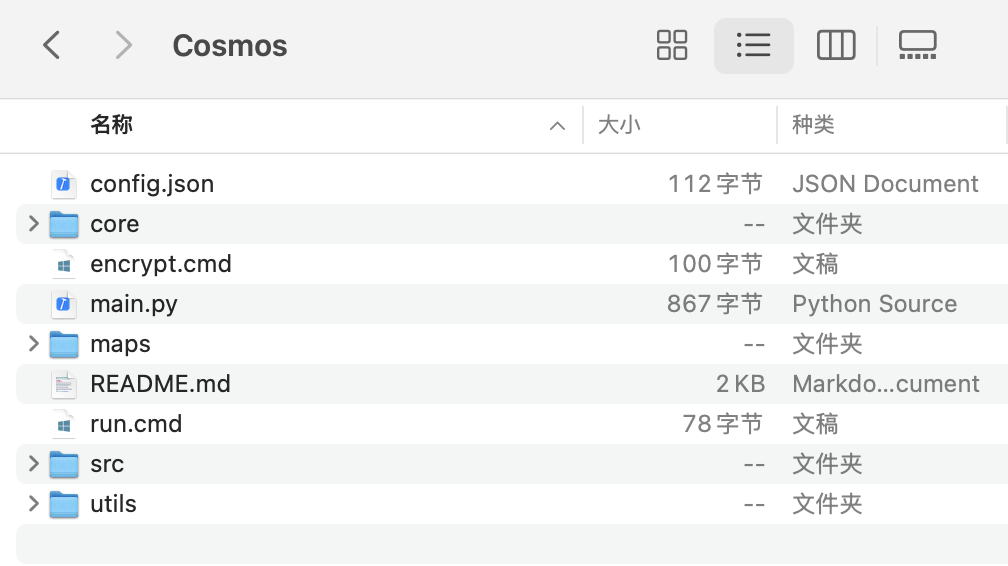 Cosmos
名称 大小 种类
config.json 112 字节 JSON Document
core -- 文件夹
encrypt.cmd 100 字节 文稿
main.py 867 字节 Python Source
maps -- 文件夹
README.md 2 KB Markdo...cument
run.cmd 78 字节 文稿
src -- 文件夹
utils -- 文件夹